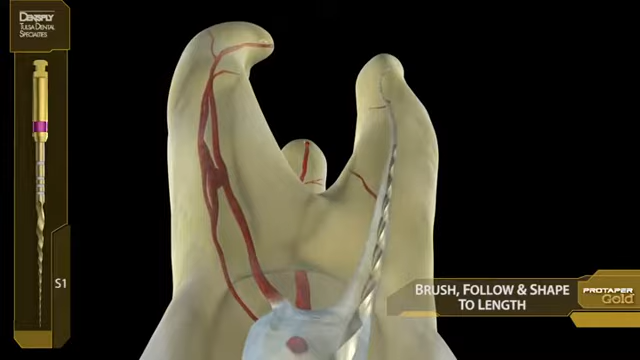 DENTSPLY
TULSA DENTAL
SPECIALTIES
S1
BRUSH, FOLLOW & SHAPE
TO LENGTH
PROTAPER
Gold